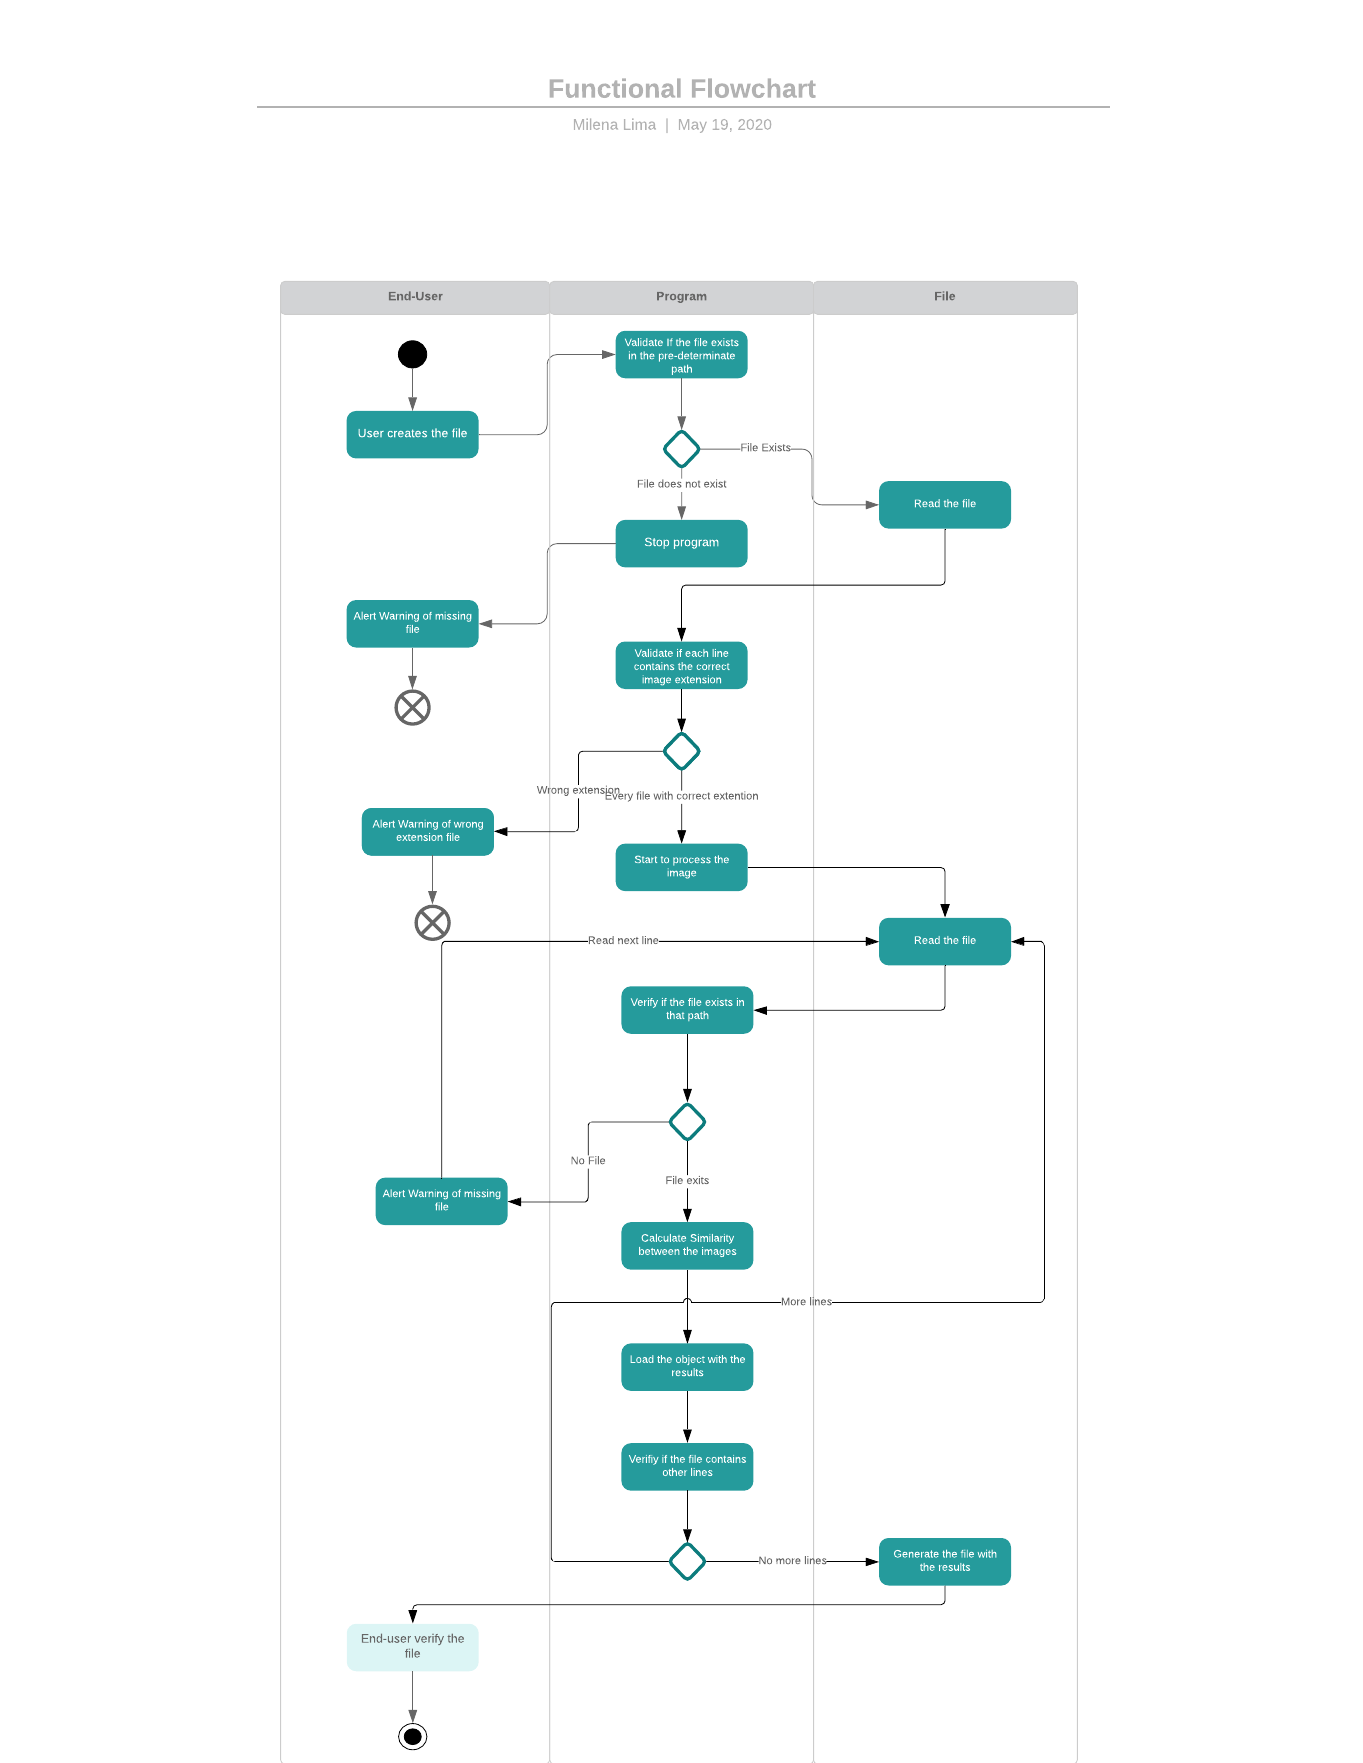 Functional Flowchart
Milena Lima | May 19, 2020
End-User
Program
File
Validate If the file exists
in the pre-determinate
path
User creates the file
File Exists
File does not exist
Read the file
Stop program
Alert Warning of missing
file
Validate if each line
contains the correct
image extension
Wrong extension
Every file with correct extention
Alert Warning of wrong
extension file
Start to process the
image
Read next line
Read the file
Verify if the file exists in
that path
No File
File exits
Alert Warning of missing
file
Calculate Similarity
between the images
More lines
Load the object with the
results
Verifiy if the file contains
other lines
No more lines
Generate the file with
the results
End-user verify the
file